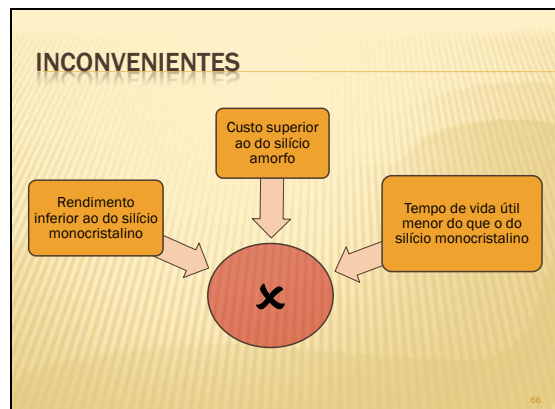 INCONVENIENTES
Custo superior
ao do silício
amorfo
Rendimento
inferior ao do silício
monocristalino
Tempo de vida útil
menor do que o do
silício monocristalino
66